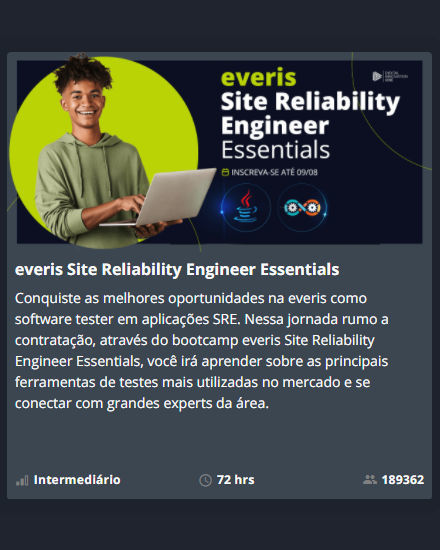 everis
Site Reliability
Engineer
Essentials
INSCREVA-SE ATÉ 09/08
everis Site Reliability Engineer Essentials
Conquiste as melhores oportunidades na everis como
software tester em aplicações SRE. Nessa jornada rumo a
contratação, através do bootcamp everis Site Reliability
Engineer Essentials, você irá aprender sobre as principais
ferramentas de testes mais utilizadas no mercado e se
conectar com grandes experts da área.
Intermediário
72 hrs
189362